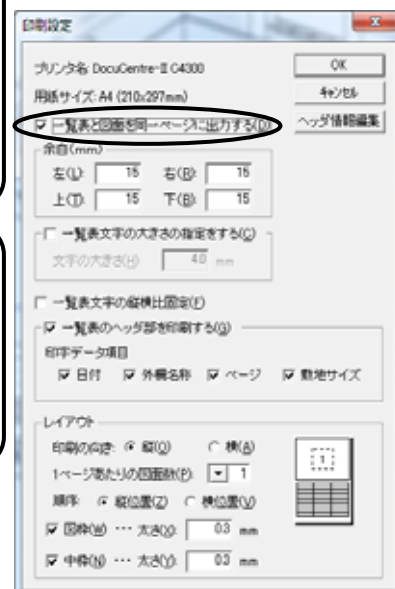 印刷設定
プリンタ名: DocuCentre-II C4300
OK
用紙サイズ: A4 (210x297mm)
キャンセル
一覧表と図面を同一ページに出力する(D)
ヘッダ情報編集
余白(mm)
左(L): 15 右(R): 15
上(T): 15 下(B): 15
一覧表文字の大きさの指定をする(C)
文字の大きさ(H) 4.0 mm
一覧表文字の縦横比固定(F)
一覧表のヘッダ部を印刷する(G)
印字データ項目
日付 外構名称 ページ 敷地サイズ
レイアウト
印刷の向き: 縦(O) 横(A)
1ページあたりの図面数(P): 1
順序: 縦位置(Z) 横位置(V)
図枠(W) … 太さ(X): 0.3 mm
中枠(N) … 太さ(Y): 0.3 mm
1